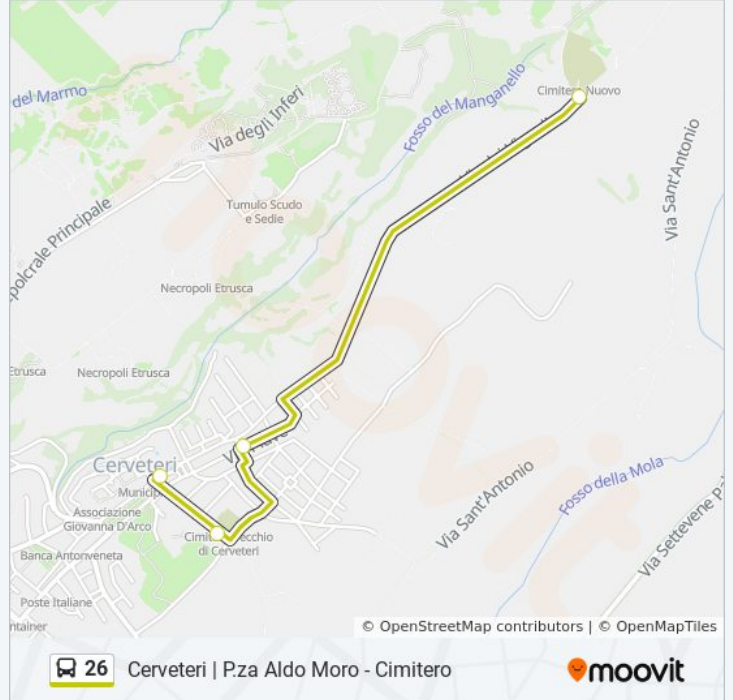 del Marmo
Via degli Inferi
Fosso del Manganello
Cimitero Nuovo
Via Sant'Antonio
Tumulo Scudo
e Sedie
polcrale Principale
Necropoli Etrusca
Etrusca
Necropoli Etrusca
Cerveteri
Associazione
Giovanna D'Arco
di Cerveteri
Banca Antonveneta
Via Sant'Antonio
Fosso della Mola
Via Settevene
Poste Italiane
ntainer
© OpenStreetMap contributors | © OpenMapTiles
26 Cerveteri | P.za Aldo Moro - Cimitero
moovit